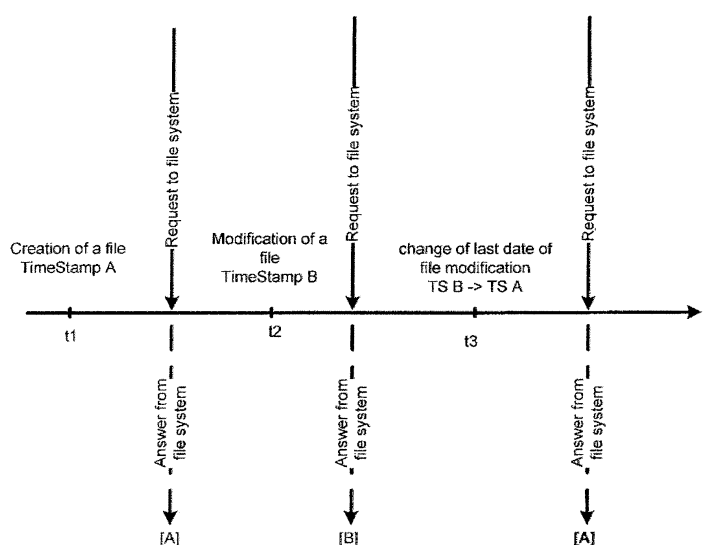 Request to file system
Request to file system
Request to file system
Creation of a file
TimeStamp A
Modification of a
file
TimeStamp B
change of last date of
file modification
TS B -> TS A
t1
t2
t3
Answer from
file system
Answer from
file system
Answer from
file system
[A]
[B]
[A]